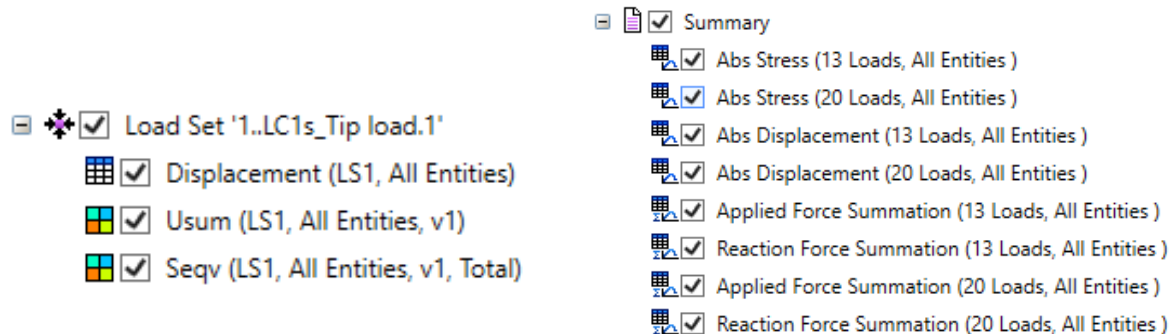 Load Set '1..LC1s_Tip load.1'
Displacement (LS1, All Entities)
Usum (LS1, All Entities, v1)
Seqv (LS1, All Entities, v1, Total)
Summary
Abs Stress (13 Loads, All Entities )
Abs Stress (20 Loads, All Entities )
Abs Displacement (13 Loads, All Entities )
Abs Displacement (20 Loads, All Entities )
Applied Force Summation (13 Loads, All Entities )
Reaction Force Summation (13 Loads, All Entities )
Applied Force Summation (20 Loads, All Entities )
Reaction Force Summation (20 Loads, All Entities )